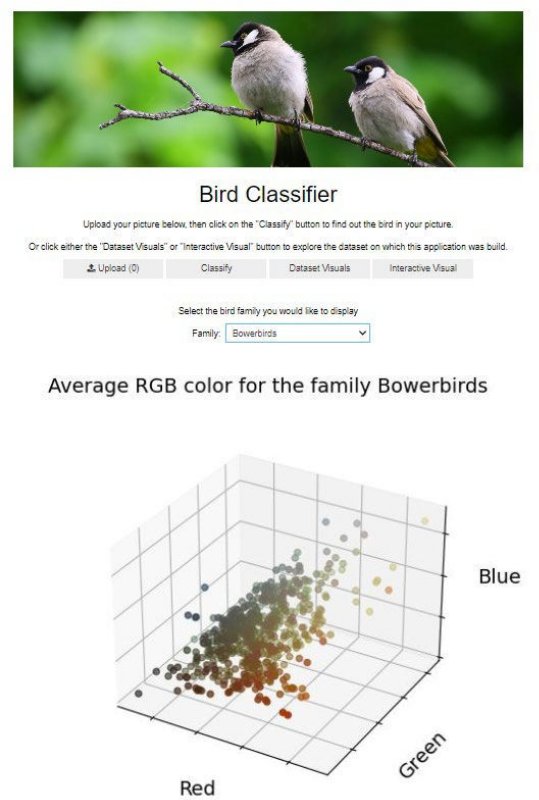 Bird Classifier
Upload your picture below, then click on the "Classify" button to find out the bird in your picture.
Or click either the "Dataset Visuals" or "Interactive Visual" button to explore the dataset on which this application was build.
Upload (0) Classify Dataset Visuals Interactive Visual
Select the bird family you would like to display
Family: Bowerbirds
Average RGB color for the family Bowerbirds
Blue
Green
Red